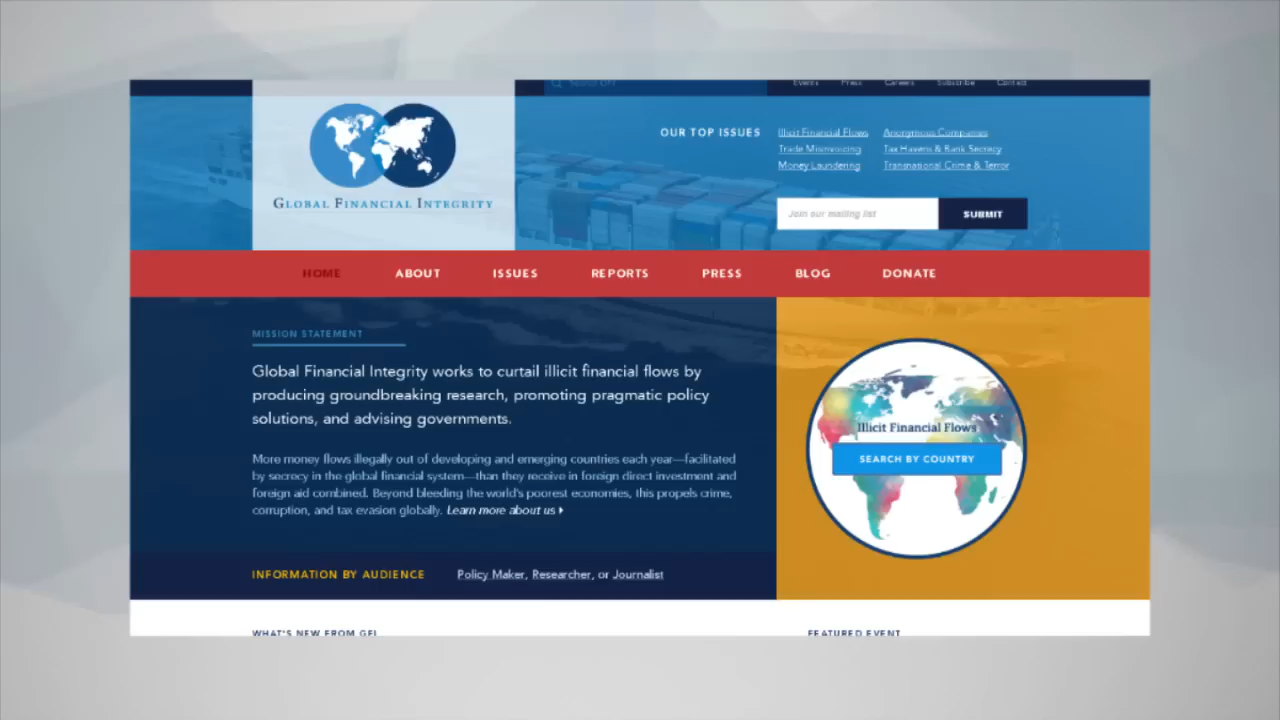 Search GFI
Events Press Careers Subscribe Contact
GLOBAL FINANCIAL INTEGRITY
OUR TOP ISSUES
Illicit Financial Flows Anonymous Companies
Trade Misinvoicing Tax Havens & Bank Secrecy
Money Laundering Transnational Crime & Terror
Join our mailing list SUBMIT
HOME ABOUT ISSUES REPORTS PRESS BLOG DONATE
MISSION STATEMENT
Global Financial Integrity works to curtail illicit financial flows by
producing groundbreaking research, promoting pragmatic policy
solutions, and advising governments.
More money flows illegally out of developing and emerging countries each year—facilitated
by secrecy in the global financial system—than they receive in foreign direct investment and
foreign aid combined. Beyond bleeding the world's poorest economies, this propels crime,
corruption, and tax evasion globally. Learn more about us
Illicit Financial Flows
SEARCH BY COUNTRY
INFORMATION BY AUDIENCE Policy Maker, Researcher, or Journalist
WHAT'S NEW FROM GFI
FEATURED EVENT